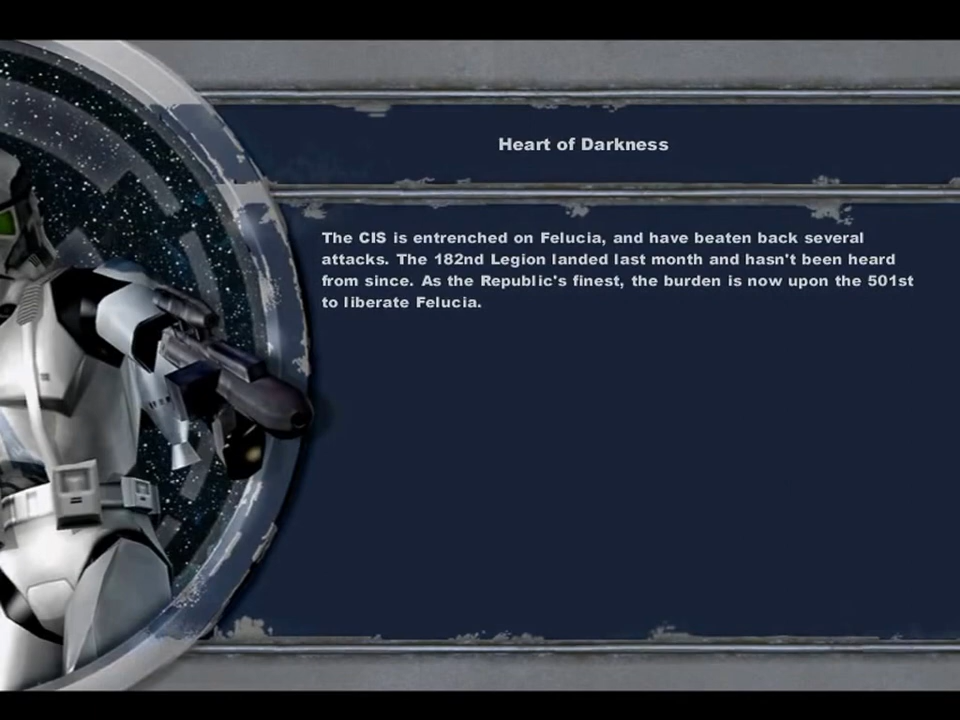 Heart of Darkness
The CIS is entrenched on Felucia, and have beaten back several
attacks. The 182nd Legion landed last month and hasn't been heard
from since. As the Republic's finest, the burden is now upon the 501st
to liberate Felucia.